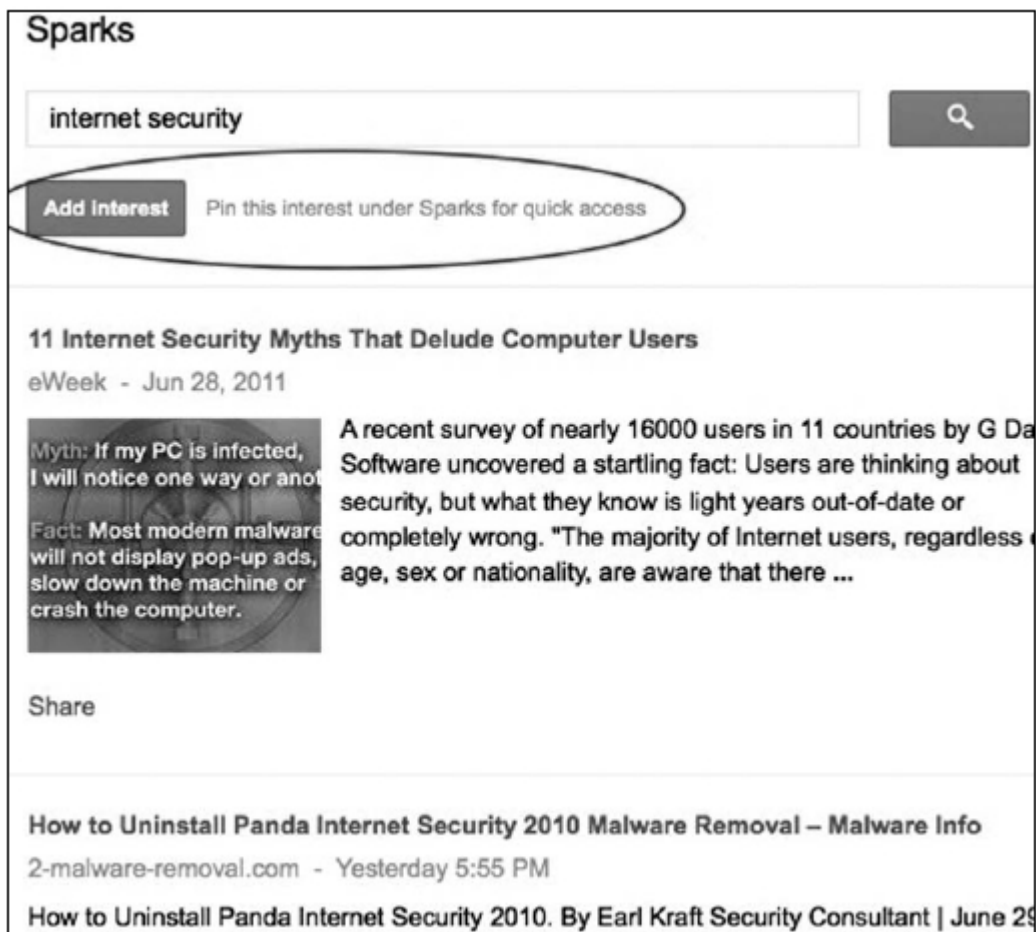 Sparks
internet security
Add Interest Pin this interest under Sparks for quick access
11 Internet Security Myths That Delude Computer Users
eWeek - Jun 28, 2011
Myth: If my PC is infected,
I will notice one way or anot
Fact: Most modern malware
will not display pop-up ads,
slow down the machine or
crash the computer.
A recent survey of nearly 16000 users in 11 countries by G Da
Software uncovered a startling fact: Users are thinking about
security, but what they know is light years out-of-date or
completely wrong. "The majority of Internet users, regardless
age, sex or nationality, are aware that there ...
Share
How to Uninstall Panda Internet Security 2010 Malware Removal – Malware Info
2-malware-removal.com - Yesterday 5:55 PM
How to Uninstall Panda Internet Security 2010. By Earl Kraft Security Consultant | June 29